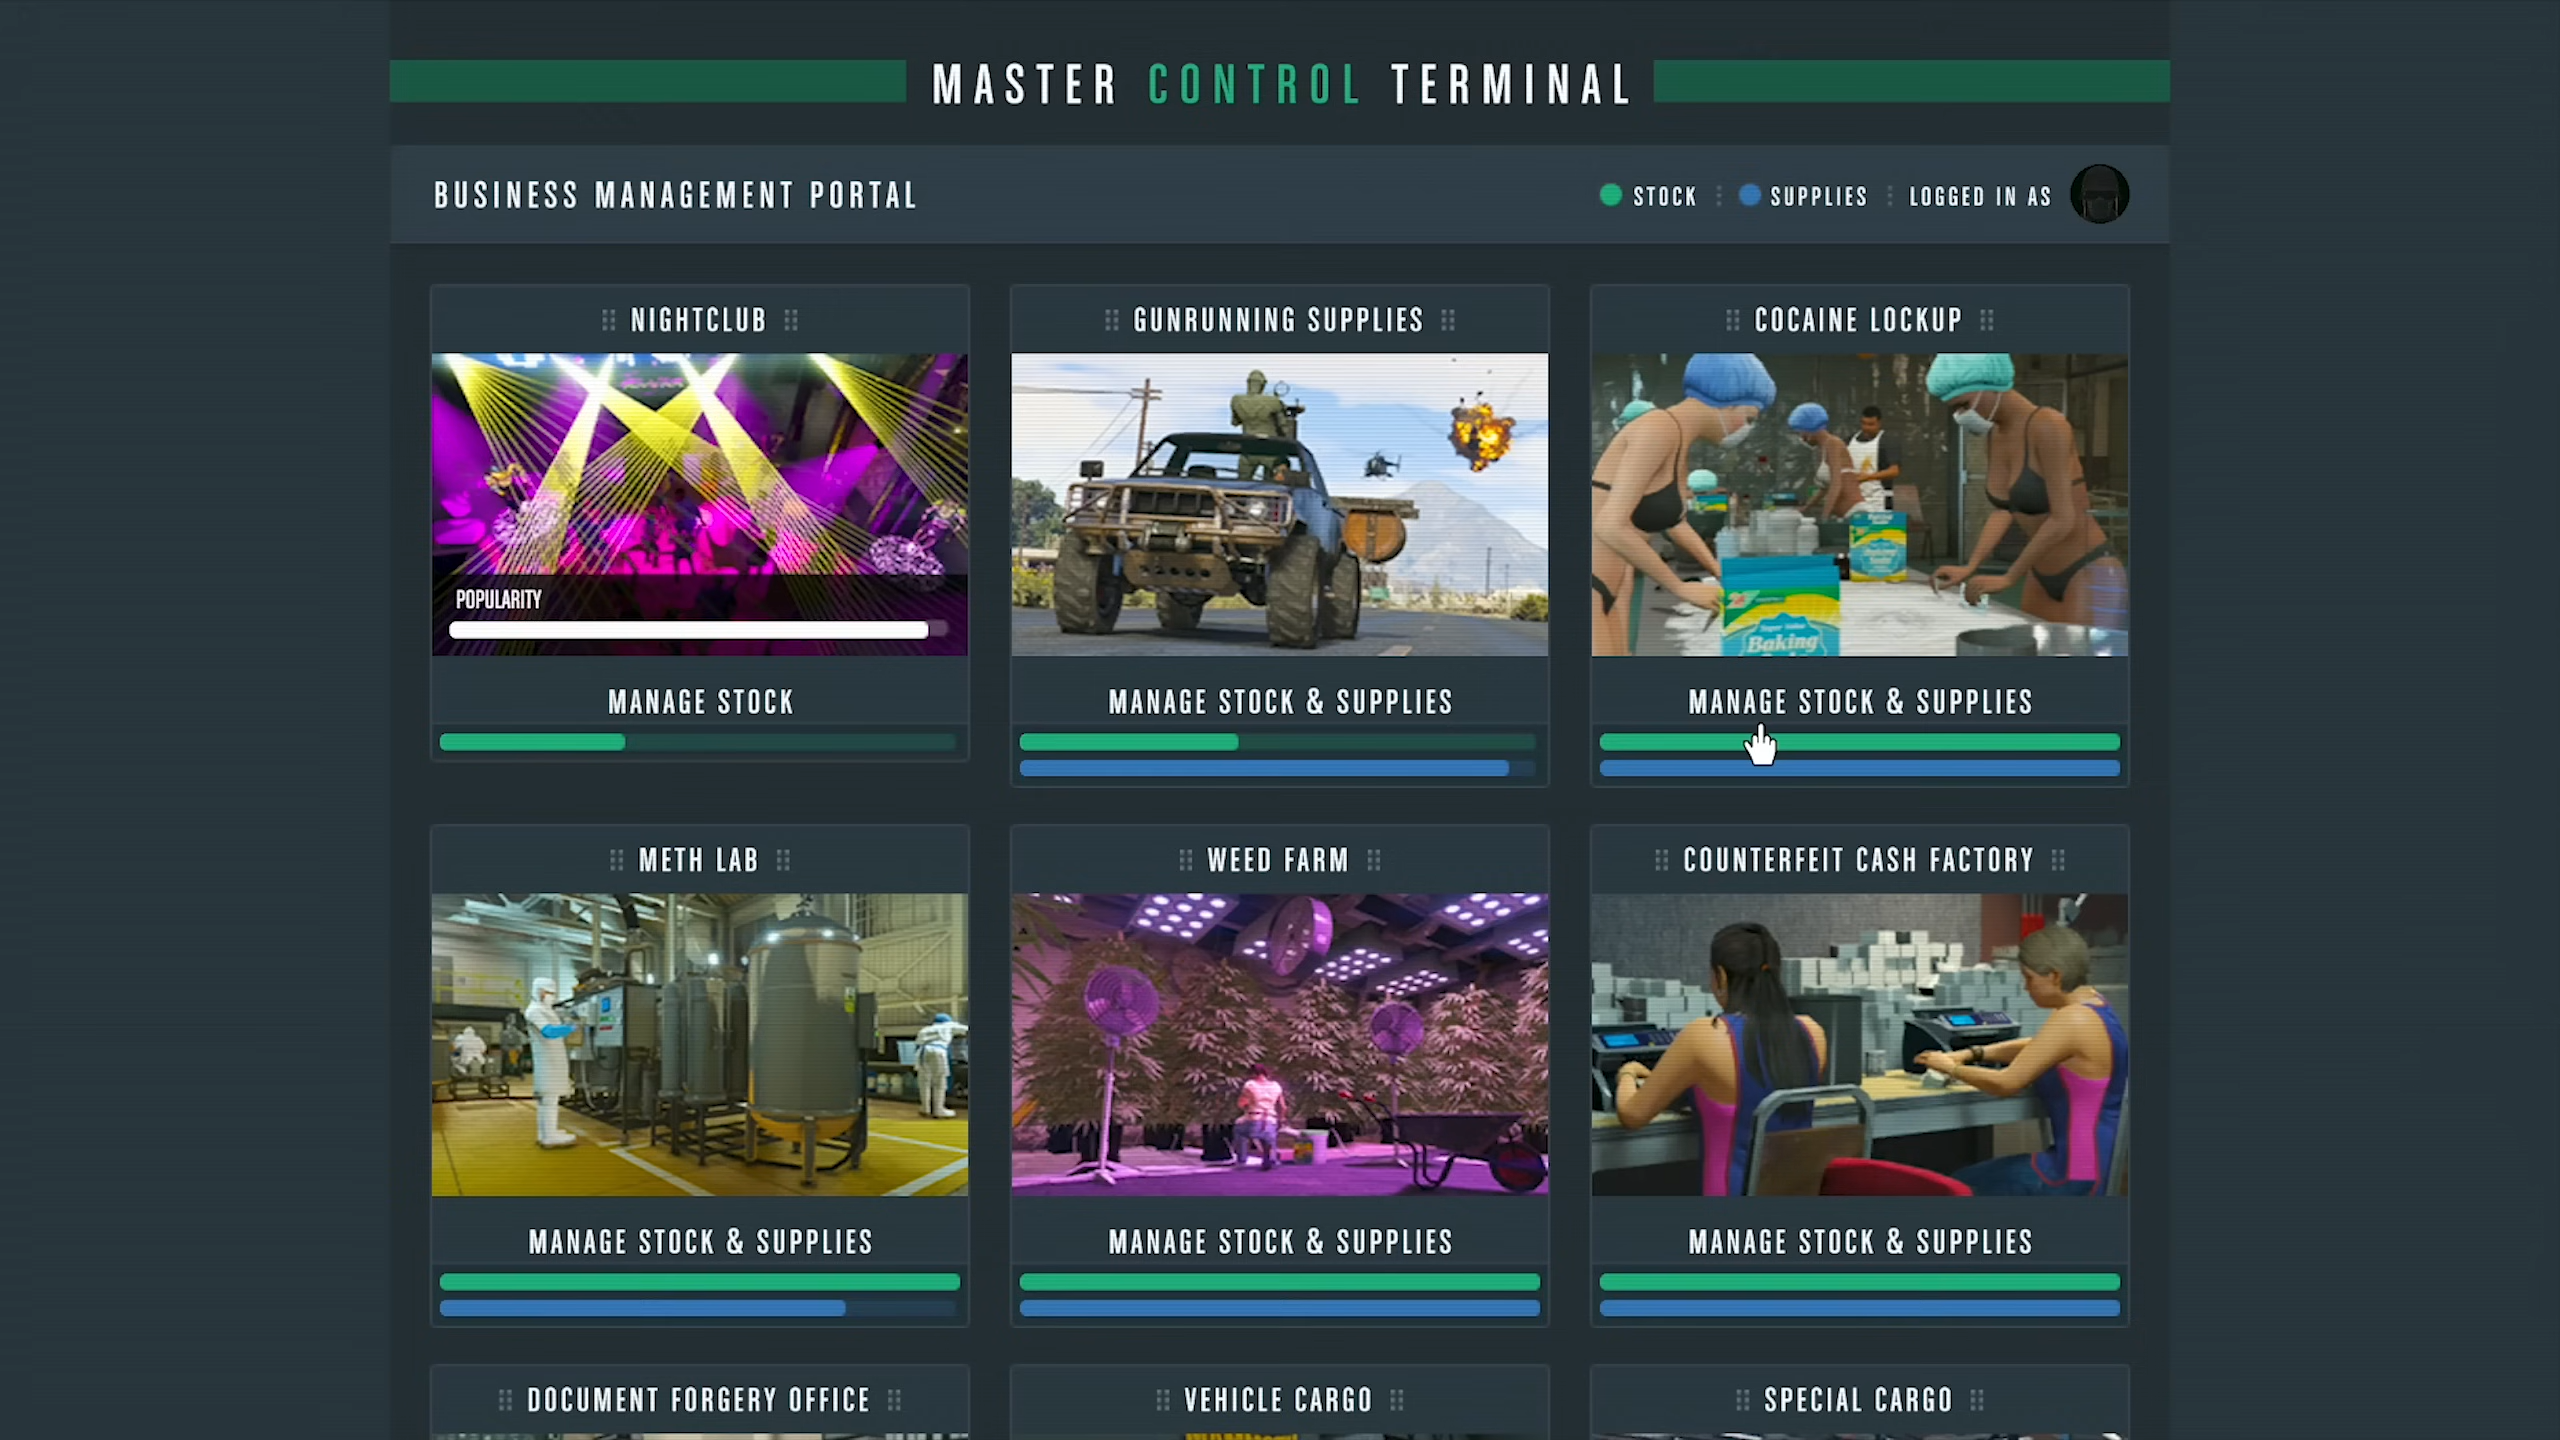 MASTER CONTROL TERMINAL
BUSINESS MANAGEMENT PORTAL
STOCK
SUPPLIES
LOGGED IN AS
NIGHTCLUB
POPULARITY
MANAGE STOCK
GUNRUNNING SUPPLIES
MANAGE STOCK & SUPPLIES
COCAINE LOCKUP
Baking
MANAGE STOCK & SUPPLIES
METH LAB
MANAGE STOCK & SUPPLIES
WEED FARM
MANAGE STOCK & SUPPLIES
COUNTERFEIT CASH FACTORY
MANAGE STOCK & SUPPLIES
DOCUMENT FORGERY OFFICE
VEHICLE CARGO
SPECIAL CARGO